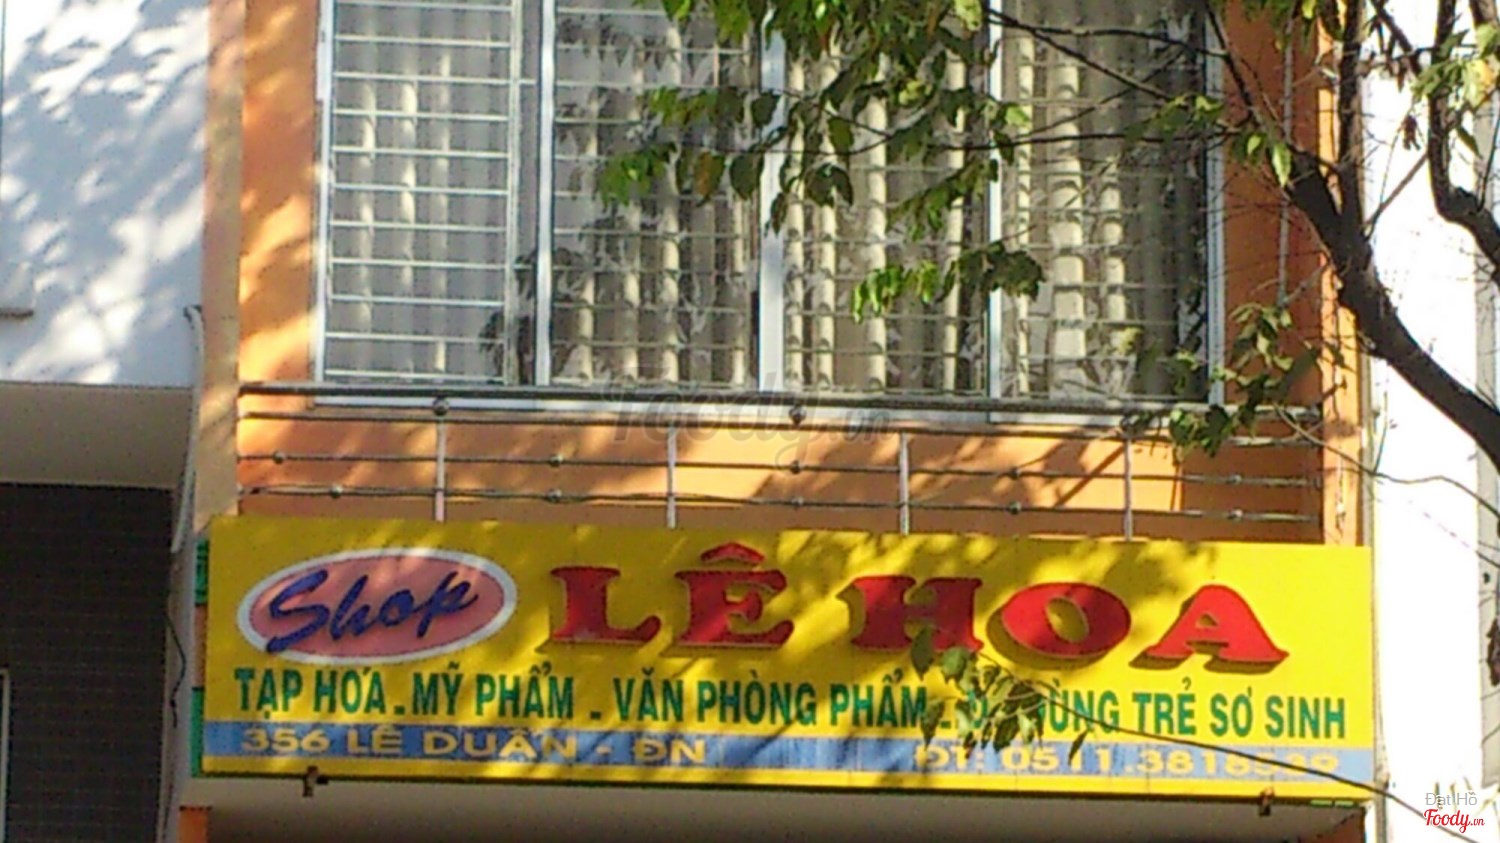 Foody.vn
Shop LÊ HOA
TẠP HÓA - MỸ PHẨM - VĂN PHÒNG PHẨM - DÙNG TRẺ SƠ SINH
356 LÊ DUẨN - ĐN ĐT: 0511.3818539
Đạt Hồ
Foody.vn